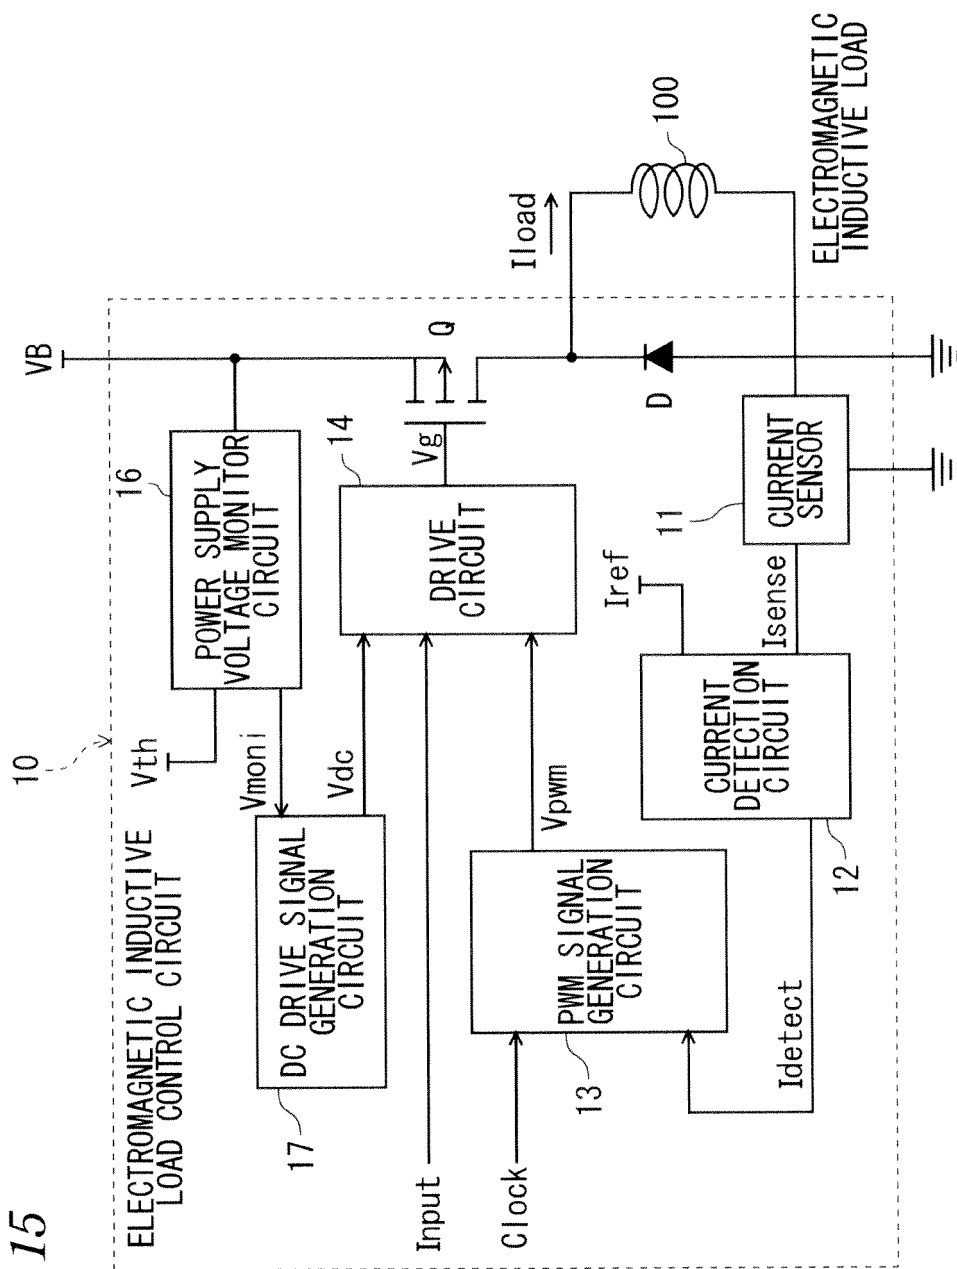 15
10
ELECTROMAGNETIC INDUCTIVE
LOAD CONTROL CIRCUIT
VB
Vth
16
POWER SUPPLY
VOLTAGE MONITOR
CIRCUIT
Vmoni
17
DC DRIVE SIGNAL
GENERATION
CIRCUIT
Vdc
14
DRIVE
CIRCUIT
Vg
Q
Input
Clock
13
PWM SIGNAL
GENERATION
CIRCUIT
Vpwm
Iload
100
ELECTROMAGNETIC
INDUCTIVE LOAD
D
Iref
11
CURRENT
SENSOR
Isense
12
CURRENT
DETECTION
CIRCUIT
Idetect